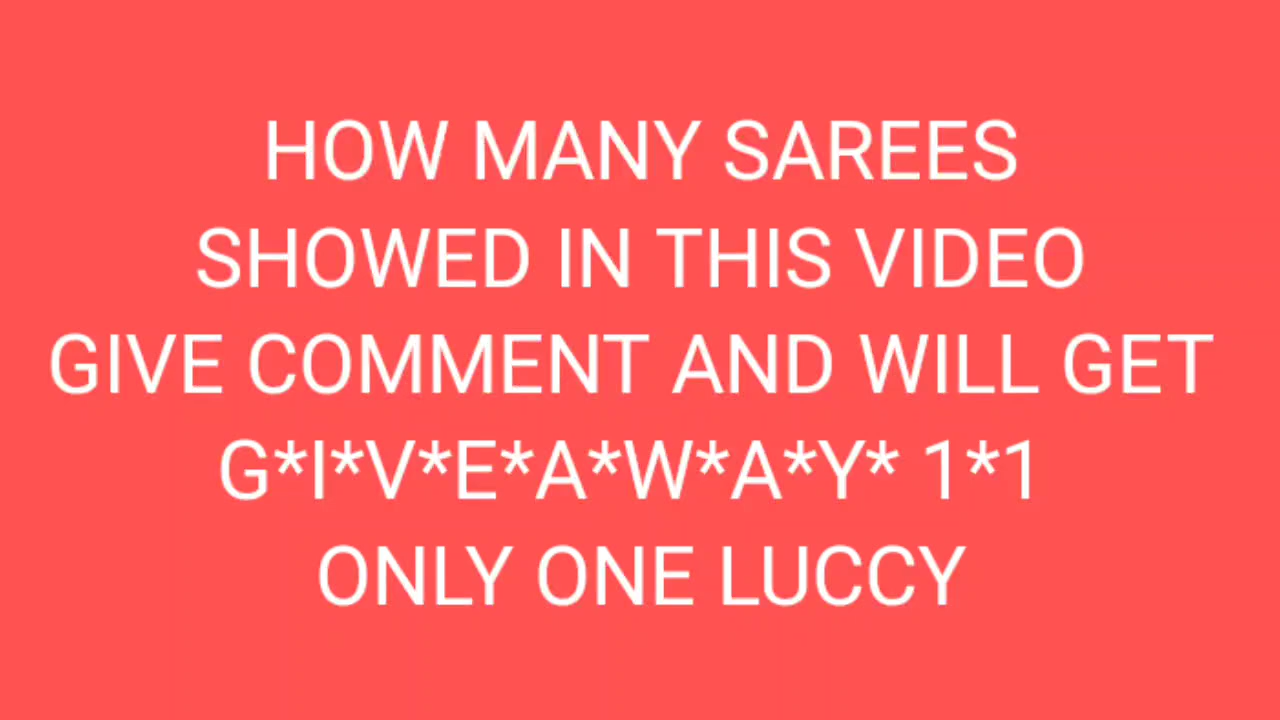 HOW MANY SAREES
SHOWED IN THIS VIDEO
GIVE COMMENT AND WILL GET
G*I*V*E*A*W*A*Y* 1*1
ONLY ONE LUCCY